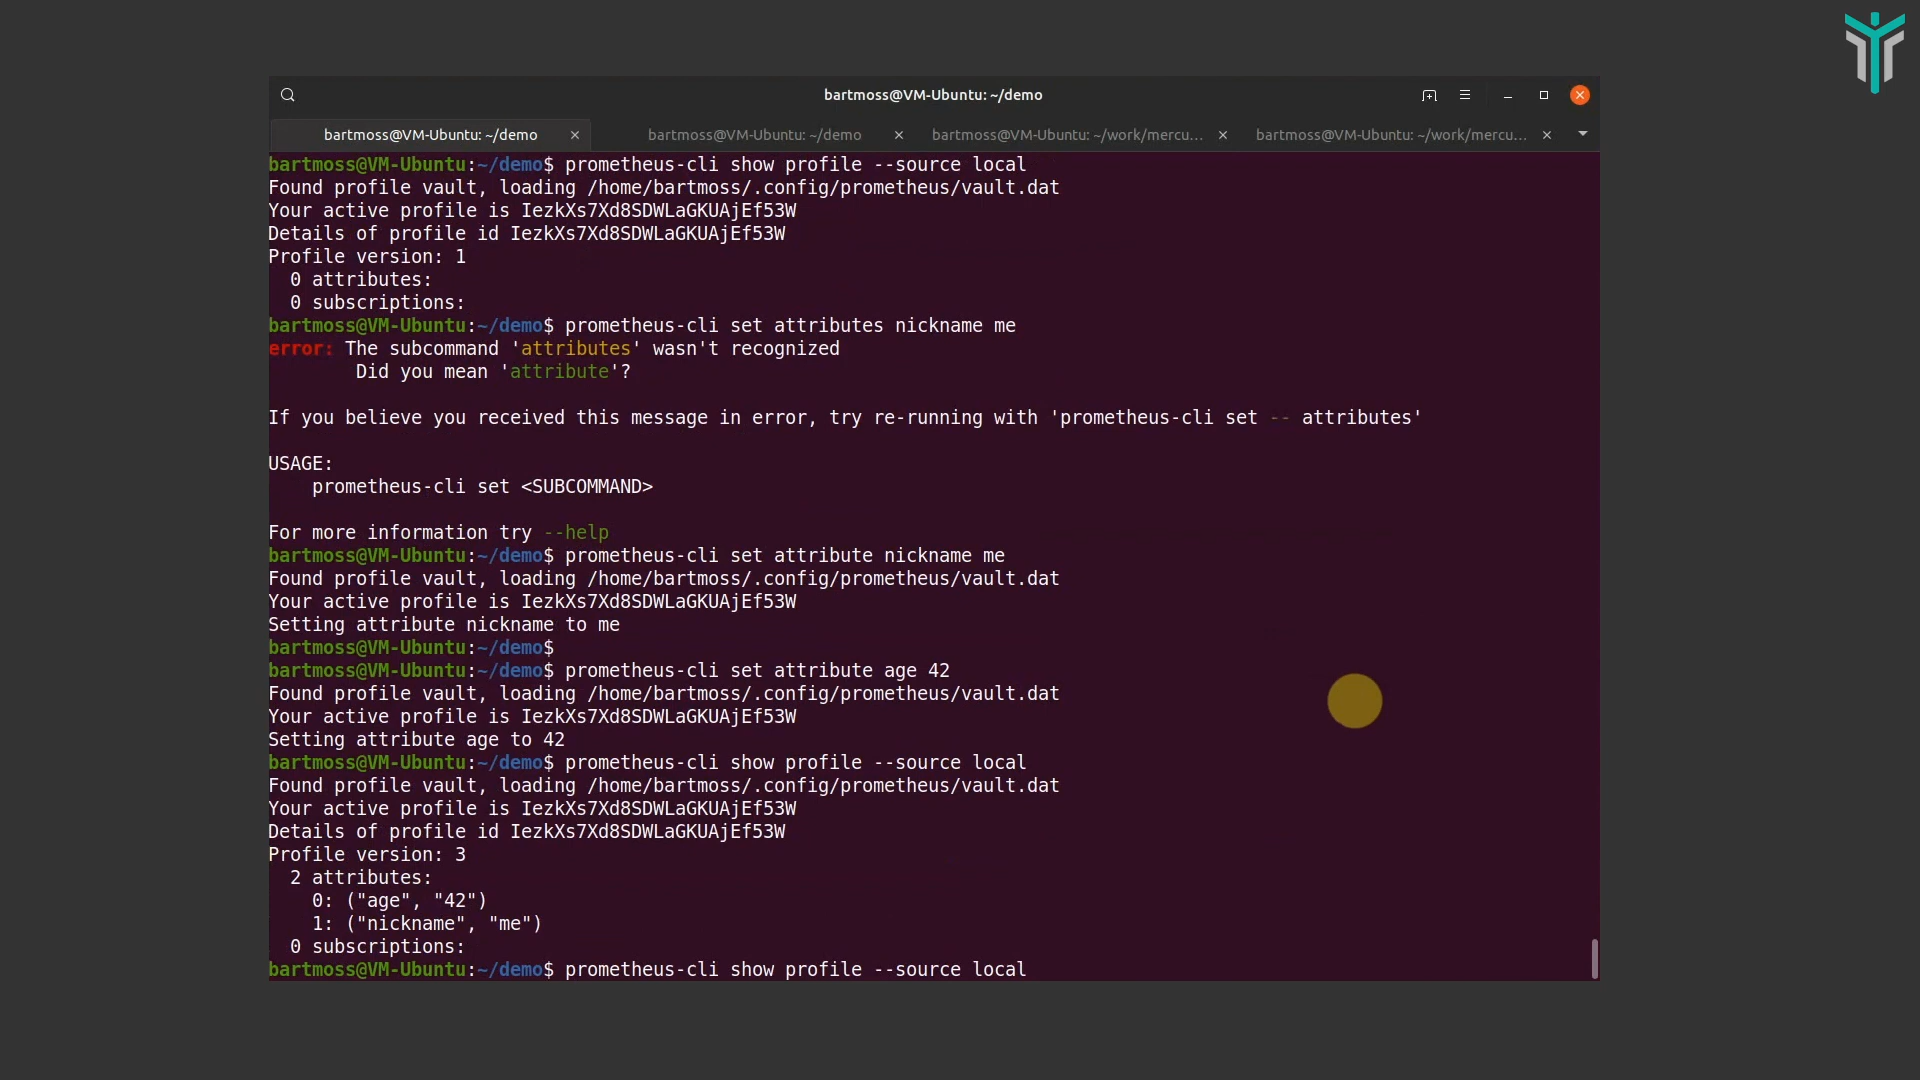 bartmoss@VM-Ubuntu: ~/demo
bartmoss@VM-Ubuntu: ~/demo
bartmoss@VM-Ubuntu: ~/demo
bartmoss@VM-Ubuntu: ~/work/mercu...
bartmoss@VM-Ubuntu: ~/work/mercu...
bartmoss@VM-Ubuntu:~/demo$ prometheus-cli show profile --source local
Found profile vault, loading /home/bartmoss/.config/prometheus/vault.dat
Your active profile is IezkXs7Xd8SDWLaGKUAjEf53W
Details of profile id IezkXs7Xd8SDWLaGKUAjEf53W
Profile version: 1
  0 attributes:
  0 subscriptions:
bartmoss@VM-Ubuntu:~/demo$ prometheus-cli set attributes nickname me
error: The subcommand 'attributes' wasn't recognized
        Did you mean 'attribute'?
If you believe you received this message in error, try re-running with 'prometheus-cli set -- attributes'
USAGE:
    prometheus-cli set <SUBCOMMAND>
For more information try --help
bartmoss@VM-Ubuntu:~/demo$ prometheus-cli set attribute nickname me
Found profile vault, loading /home/bartmoss/.config/prometheus/vault.dat
Your active profile is IezkXs7Xd8SDWLaGKUAjEf53W
Setting attribute nickname to me
bartmoss@VM-Ubuntu:~/demo$
bartmoss@VM-Ubuntu:~/demo$ prometheus-cli set attribute age 42
Found profile vault, loading /home/bartmoss/.config/prometheus/vault.dat
Your active profile is IezkXs7Xd8SDWLaGKUAjEf53W
Setting attribute age to 42
bartmoss@VM-Ubuntu:~/demo$ prometheus-cli show profile --source local
Found profile vault, loading /home/bartmoss/.config/prometheus/vault.dat
Your active profile is IezkXs7Xd8SDWLaGKUAjEf53W
Details of profile id IezkXs7Xd8SDWLaGKUAjEf53W
Profile version: 3
  2 attributes:
    0: ("age", "42")
    1: ("nickname", "me")
  0 subscriptions:
bartmoss@VM-Ubuntu:~/demo$ prometheus-cli show profile --source local